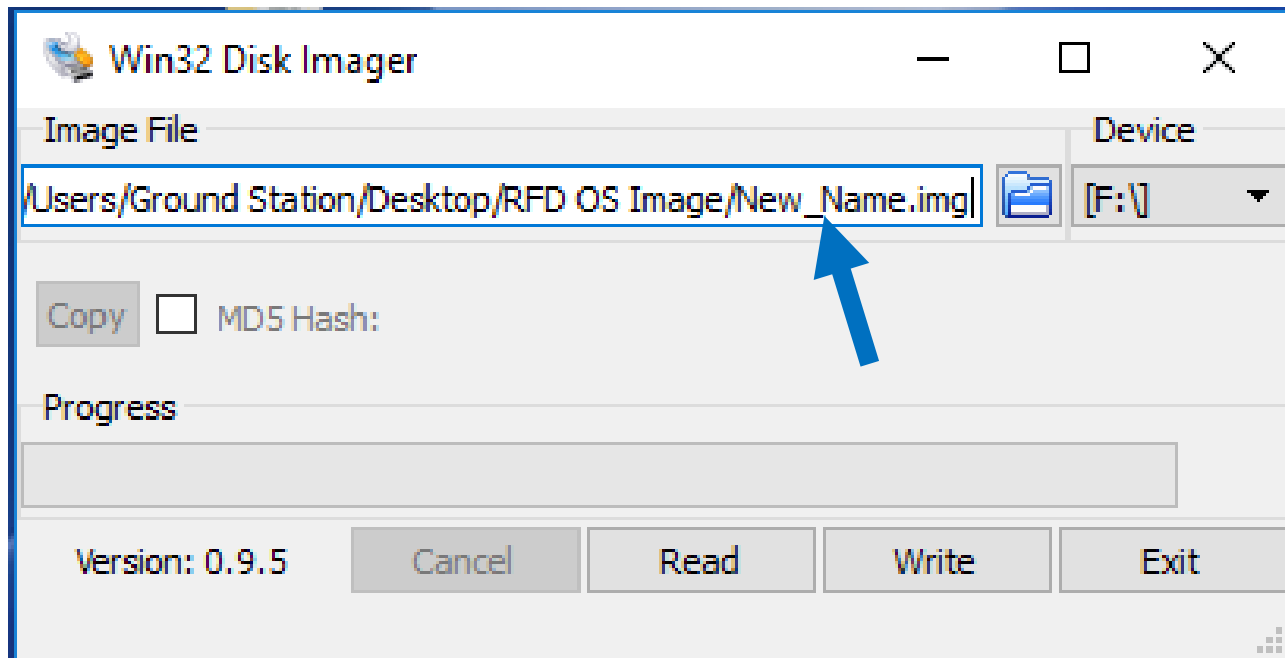 Win32 Disk Imager
Image File
Device
/Users/Ground Station/Desktop/RFD OS Image/New_Name.img
[F:\]
Copy
MD5 Hash:
Progress
Version: 0.9.5
Cancel
Read
Write
Exit